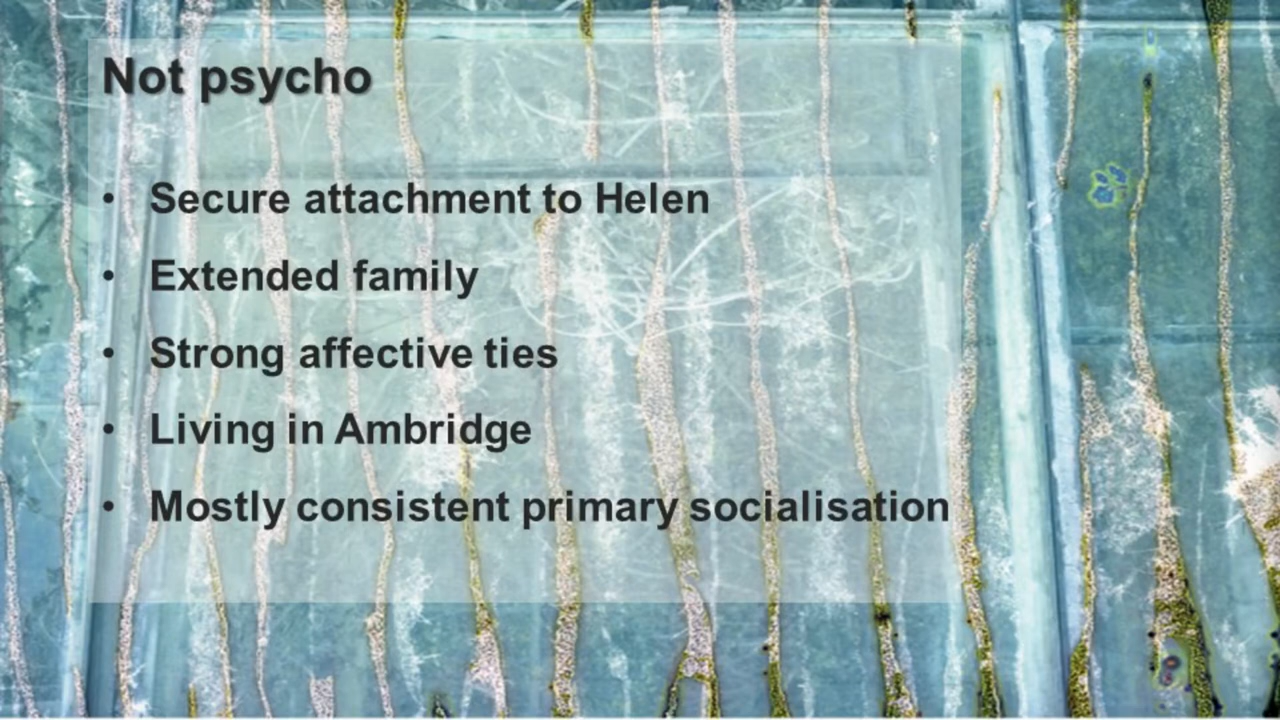 Not psycho
• Secure attachment to Helen
• Extended family
• Strong affective ties
• Living in Ambridge
• Mostly consistent primary socialisation